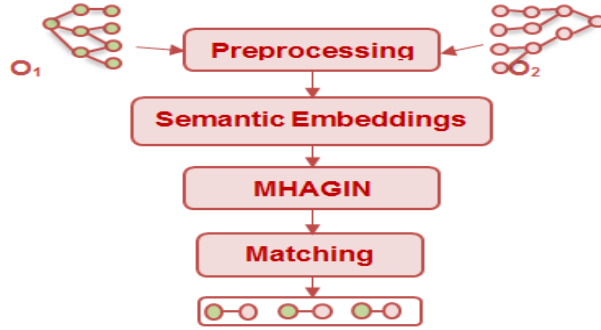 Preprocessing
O1
O2
Semantic Embeddings
MHAGIN
Matching